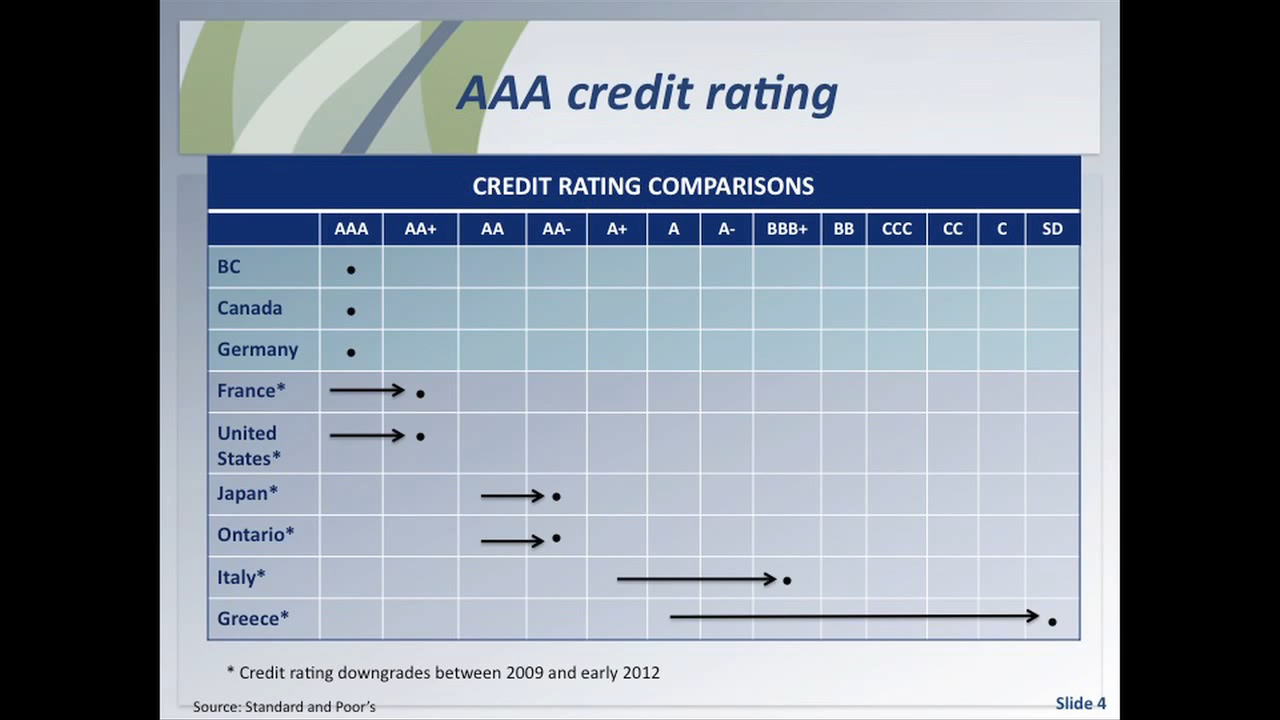 AAA credit rating
CREDIT RATING COMPARISONS
AAA AA+ AA AA- A+ A A- BBB+ BB CCC CC C SD
BC
Canada
Germany
France*
United
States*
Japan*
Ontario*
Italy*
Greece*
* Credit rating downgrades between 2009 and early 2012
Source: Standard and Poor's
Slide 4